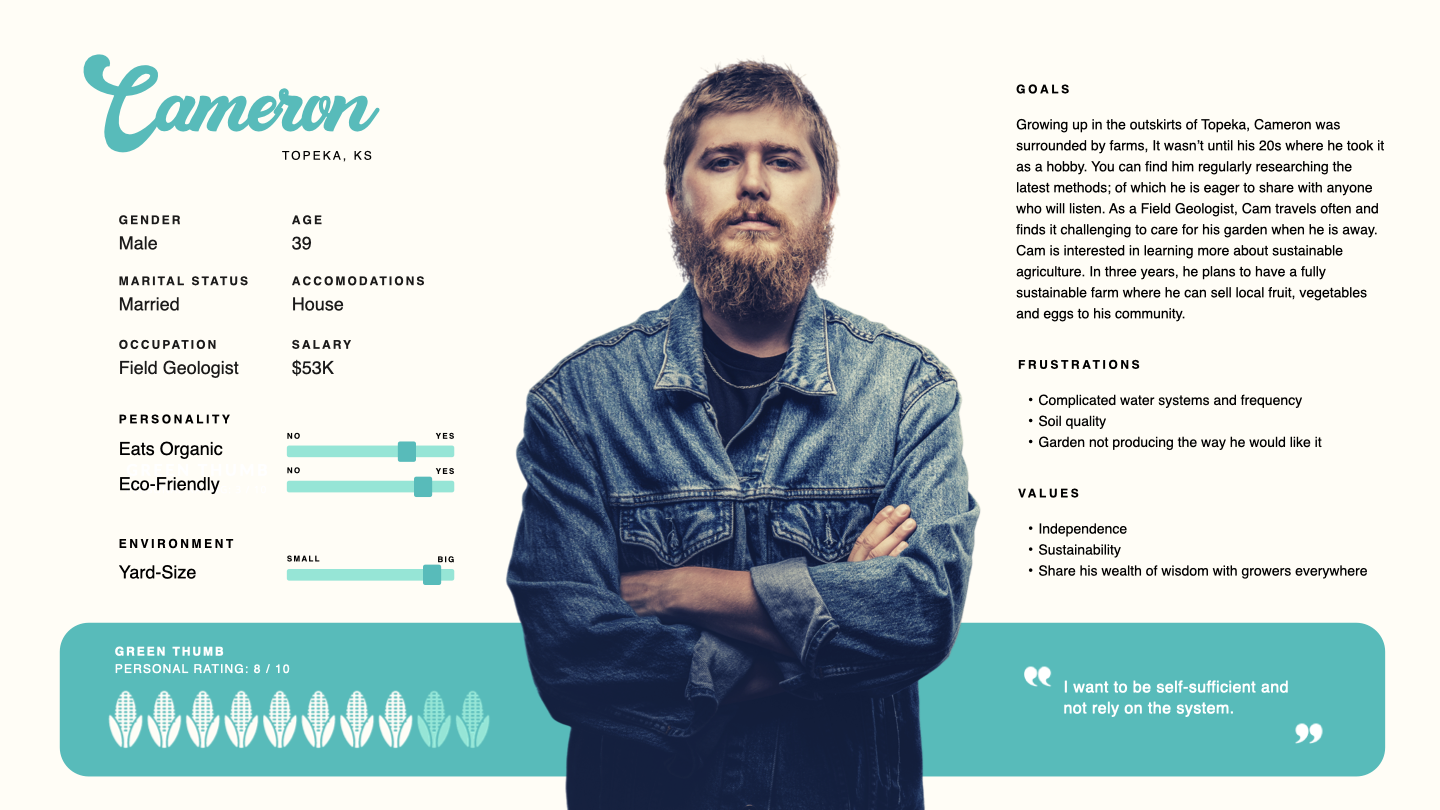 Cameron
TOPEKA, KS
GENDER
Male
AGE
39
MARITAL STATUS
Married
ACCOMODATIONS
House
OCCUPATION
Field Geologist
SALARY
$53K
PERSONALITY
Eats Organic
NO YES
Eco-Friendly
NO YES
ENVIRONMENT
Yard-Size
SMALL BIG
GREEN THUMB
PERSONAL RATING: 8 / 10
GOALS
Growing up in the outskirts of Topeka, Cameron was
surrounded by farms, It wasn’t until his 20s where he took it
as a hobby. You can find him regularly researching the
latest methods; of which he is eager to share with anyone
who will listen. As a Field Geologist, Cam travels often and
finds it challenging to care for his garden when he is away.
Cam is interested in learning more about sustainable
agriculture. In three years, he plans to have a fully
sustainable farm where he can sell local fruit, vegetables
and eggs to his community.
FRUSTRATIONS
• Complicated water systems and frequency
• Soil quality
• Garden not producing the way he would like it
VALUES
• Independence
• Sustainability
• Share his wealth of wisdom with growers everywhere
“ I want to be self-sufficient and
not rely on the system. ”